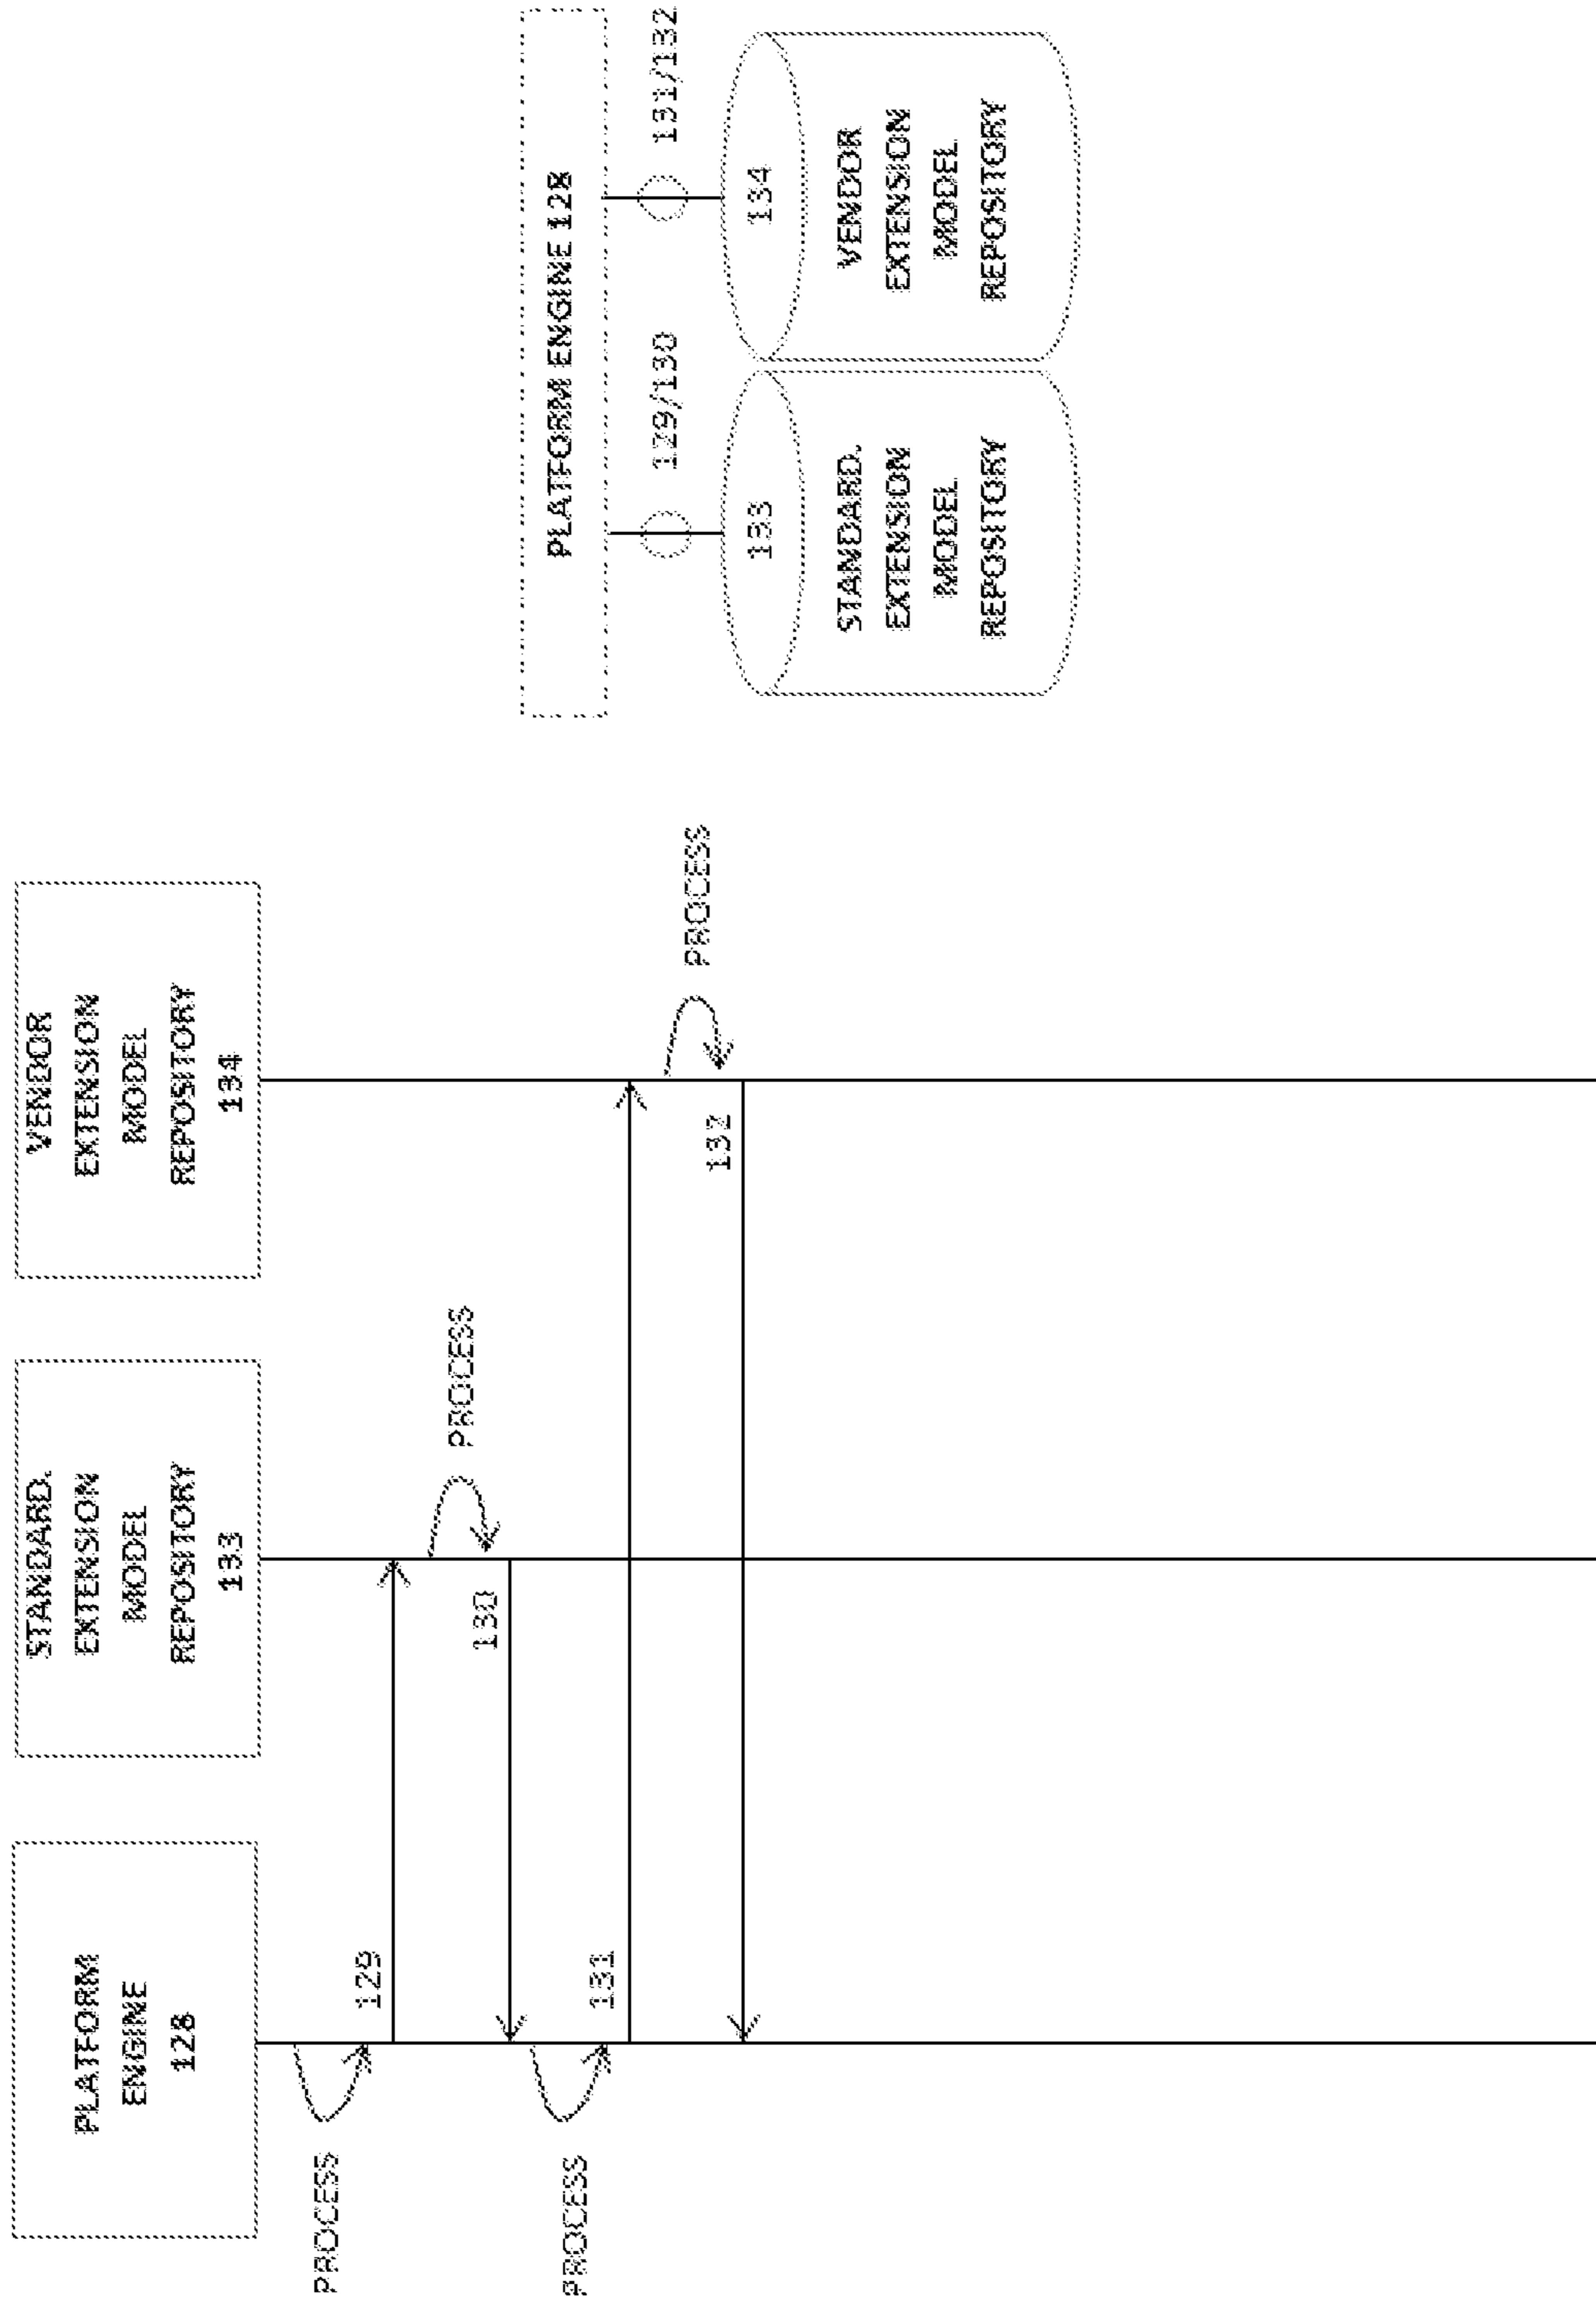 PLATFORM
ENGINE
128
STANDARD.
EXTENSION
MODEL
REPOSITORY
133
VENDOR
EXTENSION
MODEL
REPOSITORY
134
PROCESS
129
PROCESS
130
PROCESS
131
PROCESS
132
PLATFORM ENGINE 128
129/130
131/132
133
STANDARD.
EXTENSION
MODEL
REPOSITORY
134
VENDOR
EXTENSION
MODEL
REPOSITORY